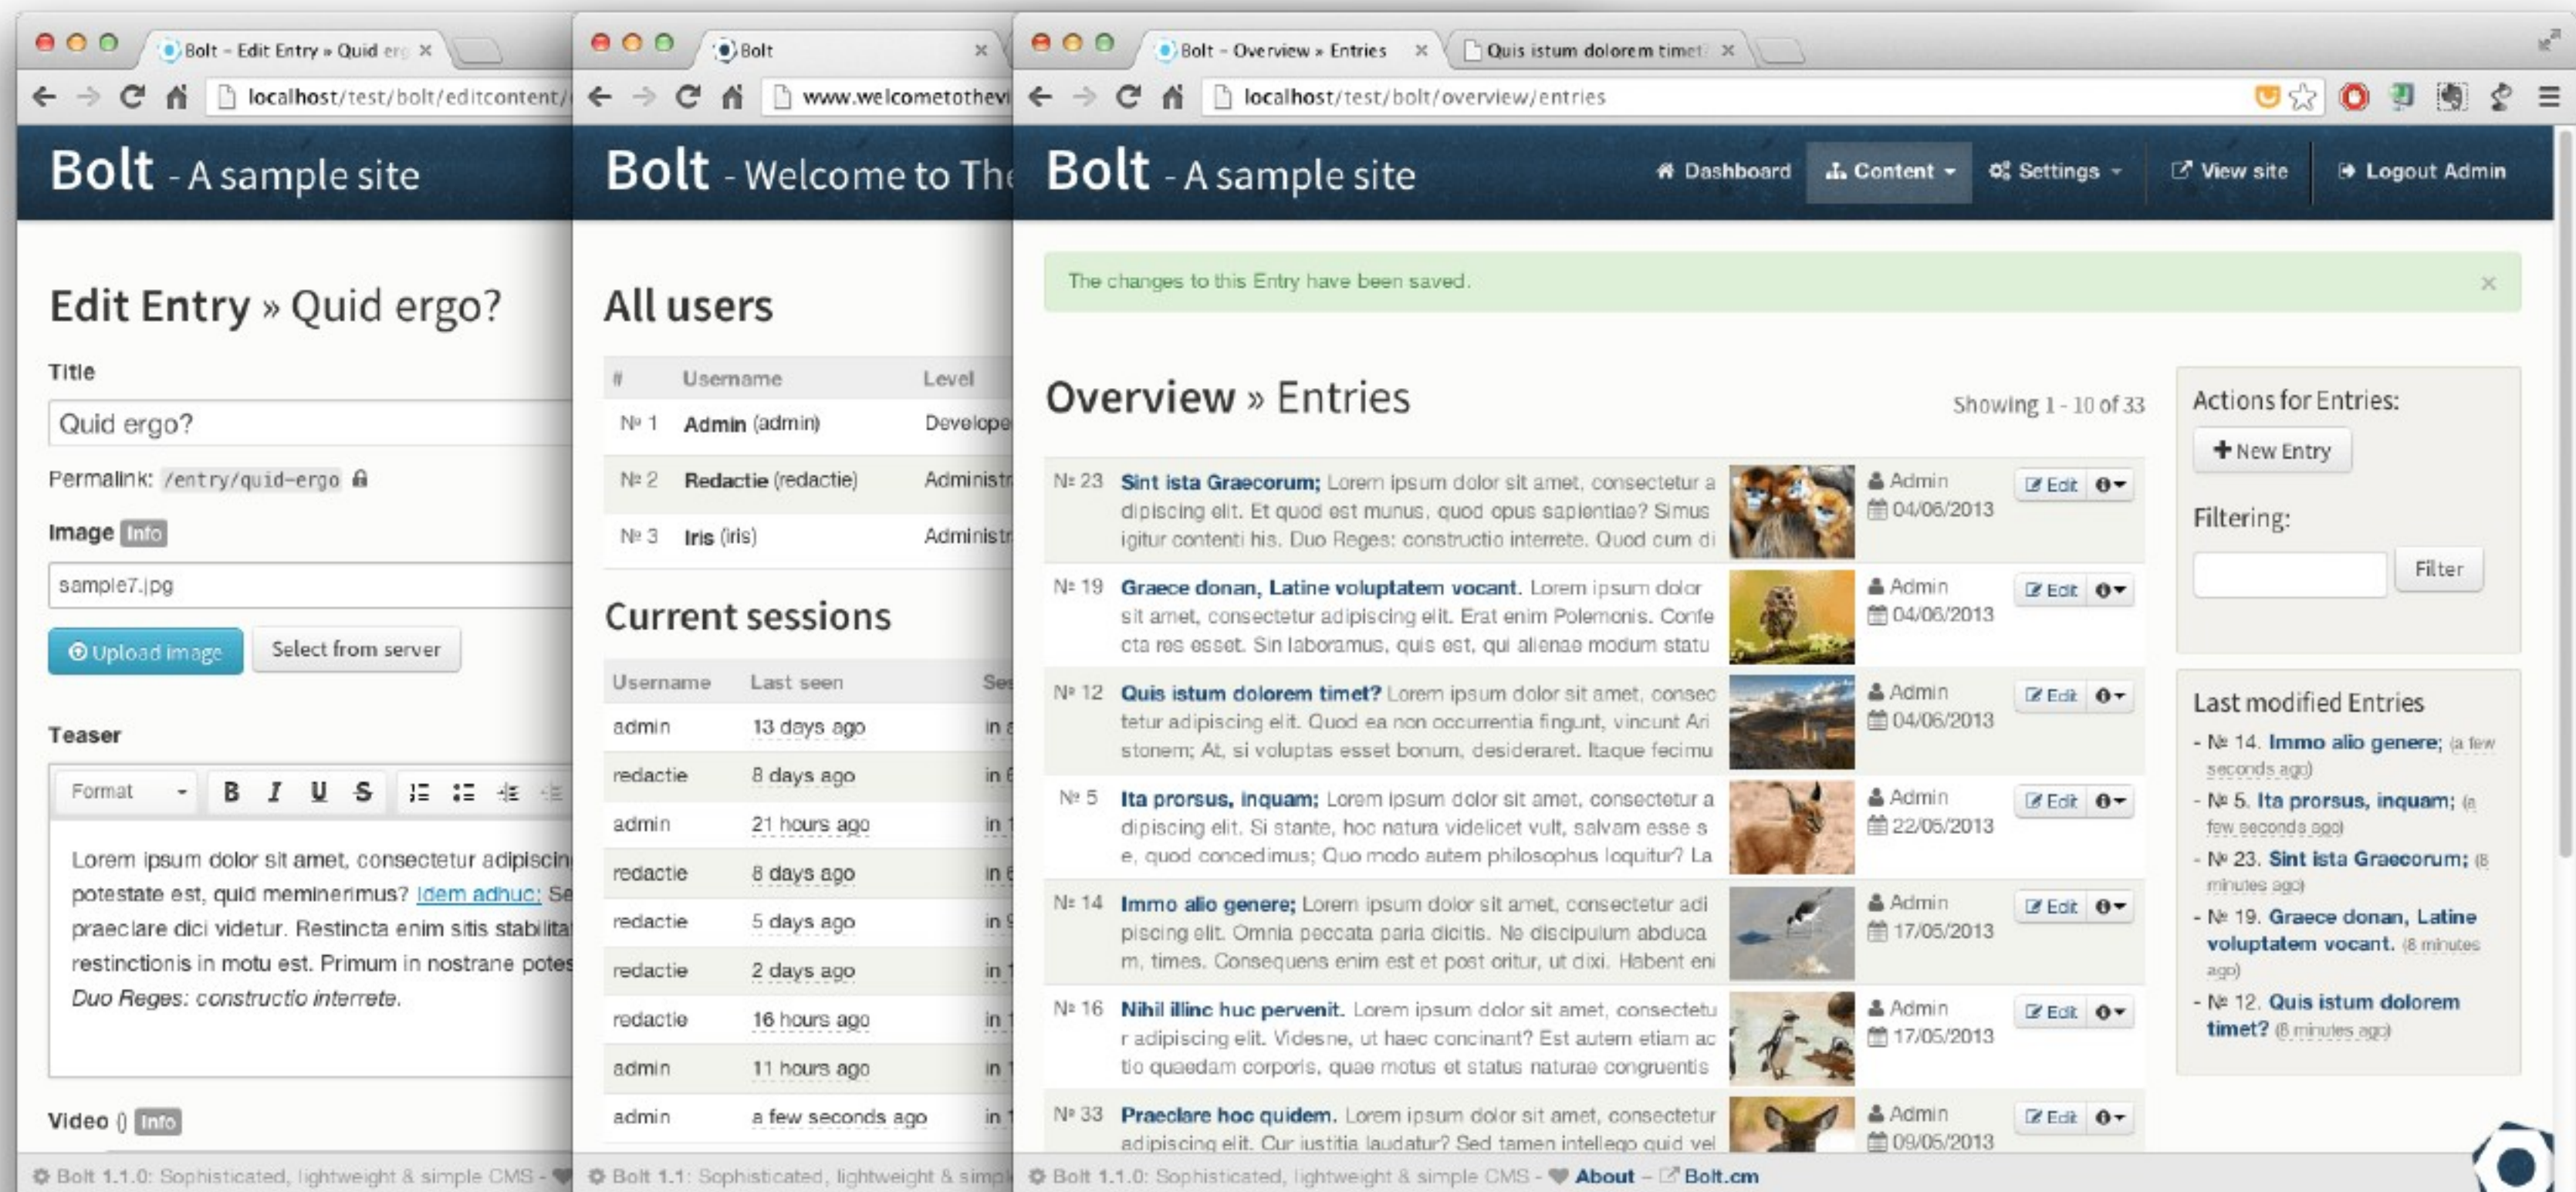 Bolt - Edit Entry » Quid erg
localhost/test/bolt/editcontent/
Bolt - A sample site
Edit Entry » Quid ergo?
Title
Quid ergo?
Permalink: /entry/quid-ergo
Image Info
sample7.jpg
Upload image Select from server
Teaser
Format B I U S
Lorem ipsum dolor sit amet, consectetur adipiscin
potestate est, quid meminerimus? Idem adhuc; Se
praeclare dici videtur. Restincta enim sitis stabilita
restinctionis in motu est. Primum in nostrane potes
Duo Reges: constructio interrete.
Video () Info
Bolt 1.1.0: Sophisticated, lightweight & simple CMS -
Bolt
www.welcometothevi
Bolt - Welcome to The
All users
# Username Level
№ 1 Admin (admin) Develope
№ 2 Redactie (redactie) Administr
№ 3 Iris (iris) Administr
Current sessions
Username Last seen Ses
admin 13 days ago in
redactie 8 days ago in 6
admin 21 hours ago in 1
redactie 8 days ago in 6
redactie 5 days ago in 9
redactie 2 days ago in 1
redactie 16 hours ago in 1
admin 11 hours ago in 1
admin a few seconds ago in 1
Bolt 1.1: Sophisticated, lightweight & simpl
Bolt - Overview » Entries Quis istum dolorem timet?
localhost/test/bolt/overview/entries
Bolt - A sample site Dashboard Content Settings View site Logout Admin
The changes to this Entry have been saved. ×
Overview » Entries Showing 1 - 10 of 33
№ 23 Sint ista Graecorum; Lorem ipsum dolor sit amet, consectetur a Admin Edit
dipiscing elit. Et quod est munus, quod opus sapientiae? Simus 04/06/2013
igitur contenti his. Duo Reges: constructio interrete. Quod cum di
№ 19 Graece donan, Latine voluptatem vocant. Lorem ipsum dolor Admin Edit
sit amet, consectetur adipiscing elit. Erat enim Polemonis. Confe 04/06/2013
cta res esset. Sin laboramus, quis est, qui alienae modum statu
№ 12 Quis istum dolorem timet? Lorem ipsum dolor sit amet, consec Admin Edit
tetur adipiscing elit. Quod ea non occurrentia fingunt, vincunt Ari 04/06/2013
stonem; At, si voluptas esset bonum, desideraret. Itaque fecimu
№ 5 Ita prorsus, inquam; Lorem ipsum dolor sit amet, consectetur a Admin Edit
dipiscing elit. Si stante, hoc natura videlicet vult, salvam esse s 22/05/2013
e, quod concedimus; Quo modo autem philosophus loquitur? La
№ 14 Immo alio genere; Lorem ipsum dolor sit amet, consectetur adi Admin Edit
piscing elit. Omnia peccata paria dicitis. Ne discipulum abduca 17/05/2013
m, times. Consequens enim est et post oritur, ut dixi. Habent eni
№ 16 Nihil illinc huc pervenit. Lorem ipsum dolor sit amet, consectetu Admin Edit
r adipiscing elit. Videsne, ut haec concinant? Est autem etiam ac 17/05/2013
tio quaedam corporis, quae motus et status naturae congruentis
№ 33 Praeclare hoc quidem. Lorem ipsum dolor sit amet, consectetur Admin Edit
adipiscing elit. Cur iustitia laudatur? Sed tamen intellego quid vel 09/05/2013
Actions for Entries:
New Entry
Filtering:
Filter
Last modified Entries
- № 14. Immo alio genere; (a few
seconds ago)
- № 5. Ita prorsus, inquam; (a
few seconds ago)
- № 23. Sint ista Graecorum; (8
minutes ago)
- № 19. Graece donan, Latine
voluptatem vocant. (8 minutes
ago)
- № 12. Quis istum dolorem
timet? (8 minutes ago)
Bolt 1.1.0: Sophisticated, lightweight & simple CMS - About - Bolt.cm